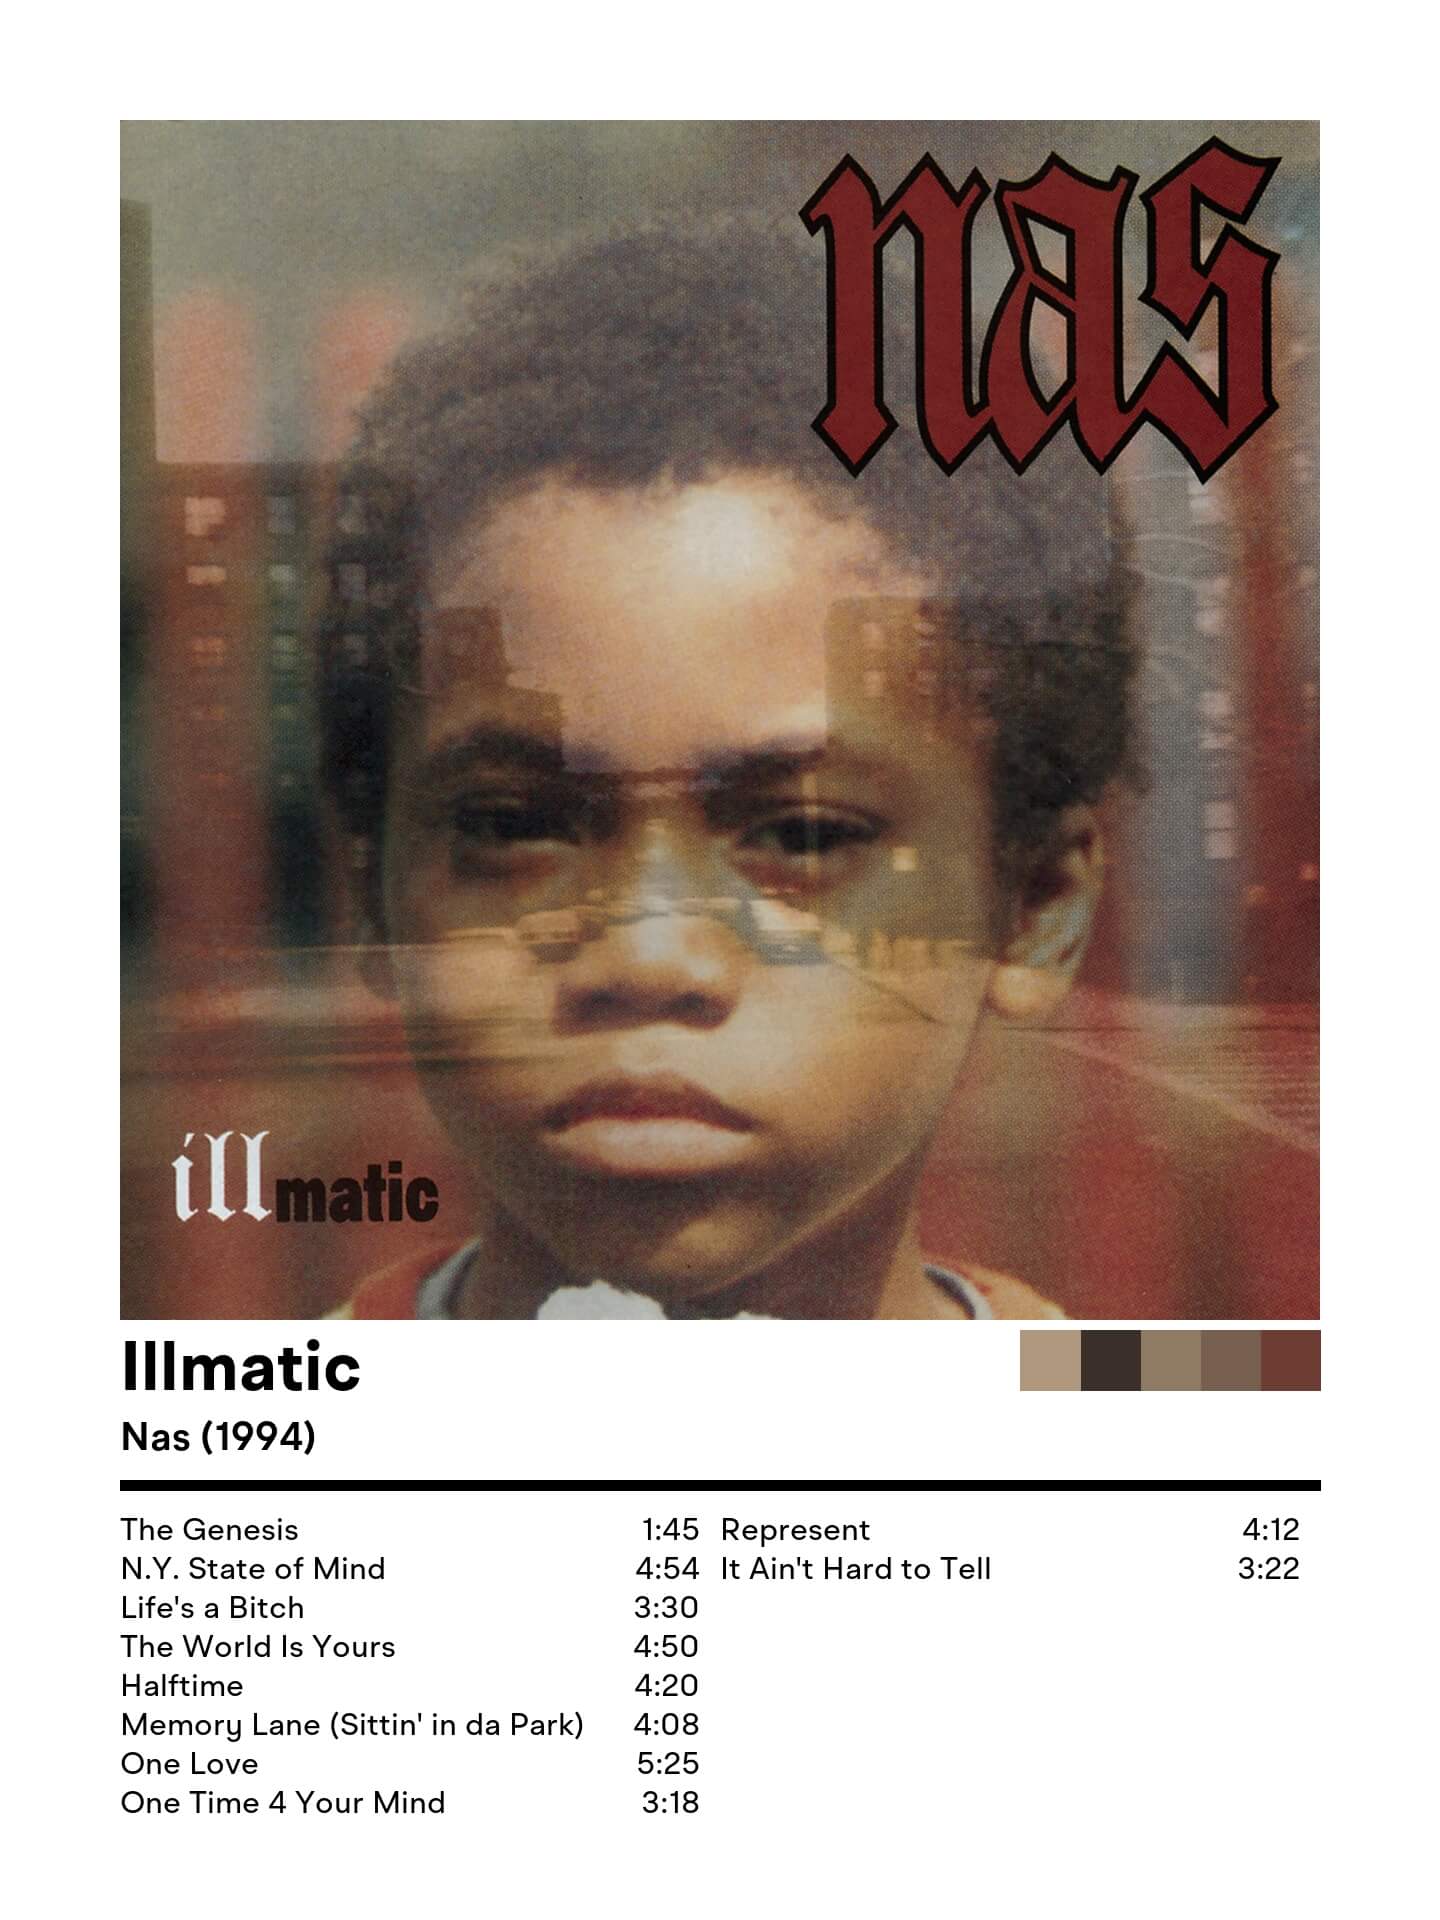 nas
illmatic
Illmatic
Nas (1994)
The Genesis 1:45
N.Y. State of Mind 4:54
Life's a Bitch 3:30
The World Is Yours 4:50
Halftime 4:20
Memory Lane (Sittin' in da Park) 4:08
One Love 5:25
One Time 4 Your Mind 3:18
Represent 4:12
It Ain't Hard to Tell 3:22